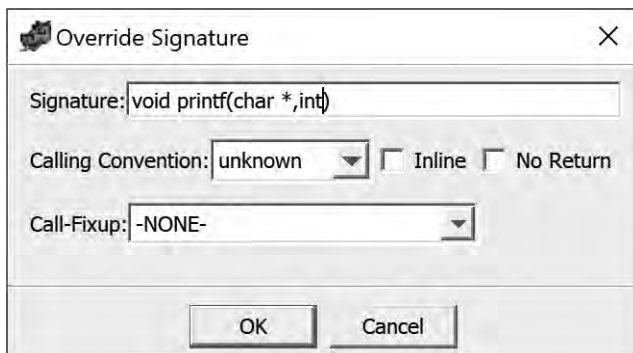 Override Signature
Signature: void printf(char *,int)
Calling Convention: unknown Inline No Return
Call-Fixup: -NONE-
OK Cancel